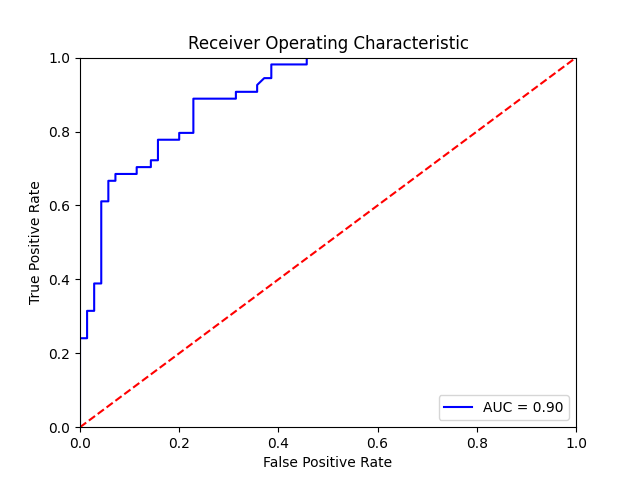 Receiver Operating Characteristic
1.0
0.8
0.6
0.4
0.2
0.0
True Positive Rate
AUC = 0.90
0.0 0.2 0.4 0.6 0.8 1.0
False Positive Rate